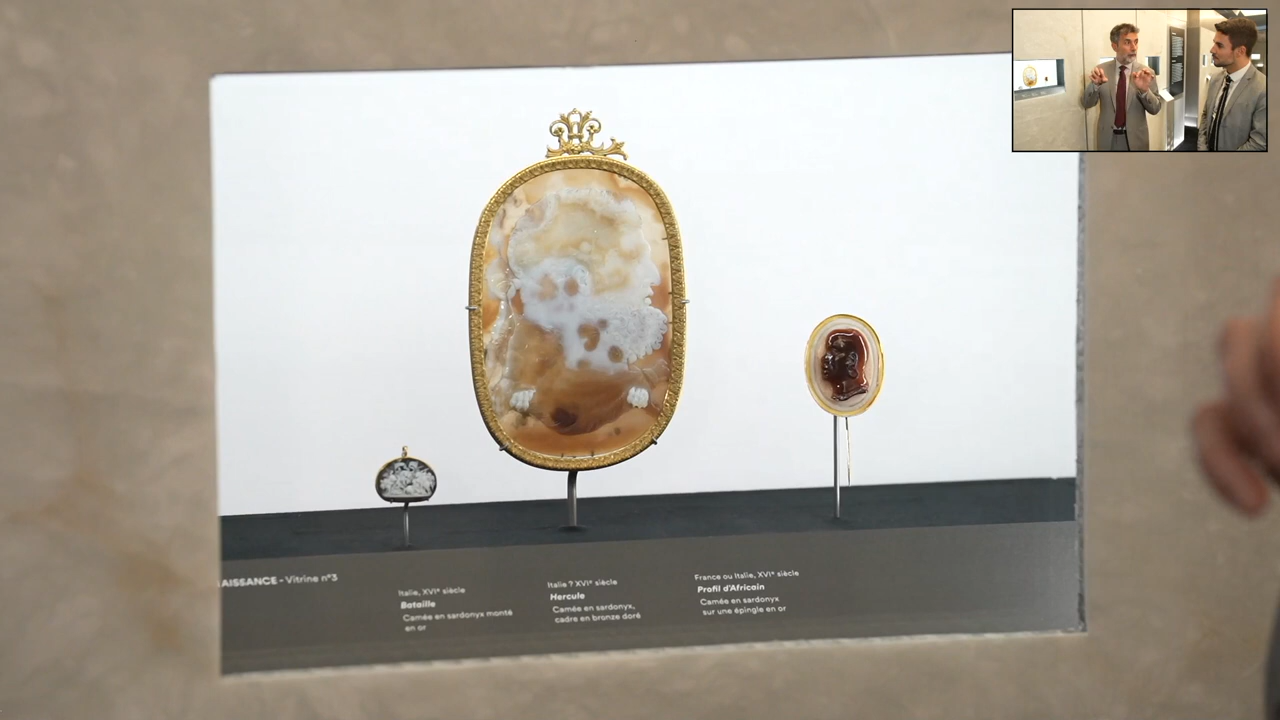 AISSANCE - Vitrine n°3
Italie, XVIᵉ siècle
Bataille
Camée en sardonyx monté
en or
Italie ? XVIᵉ siècle
Hercule
Camée en sardonyx,
cadre en bronze doré
France ou Italie, XVIᵉ siècle
Profil d'Africain
Camée en sardonyx
sur une épingle en or